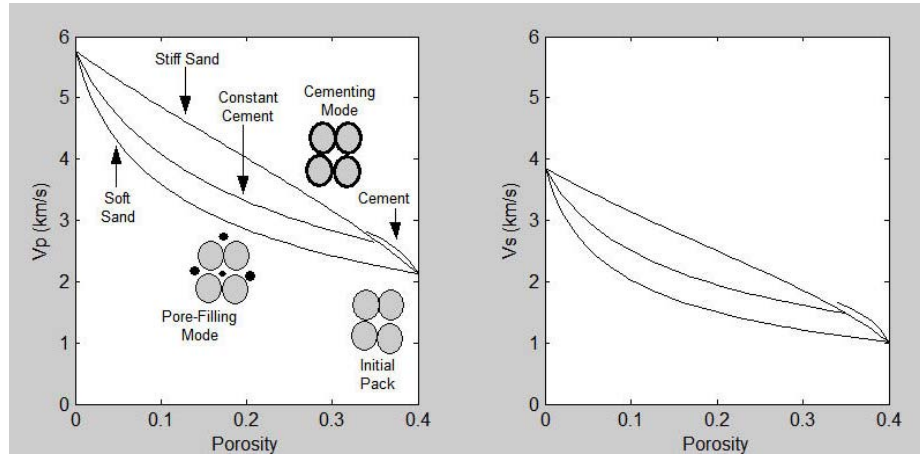 6
5
4
3
2
1
0
Vp (km/s)
Stiff Sand
Constant
Cement
Cementing
Mode
Cement
Soft
Sand
Pore-Filling
Mode
Initial
Pack
0
0.1
0.2
0.3
0.4
Porosity
6
5
4
3
2
1
0
Vs (km/s)
0
0.1
0.2
0.3
0.4
Porosity